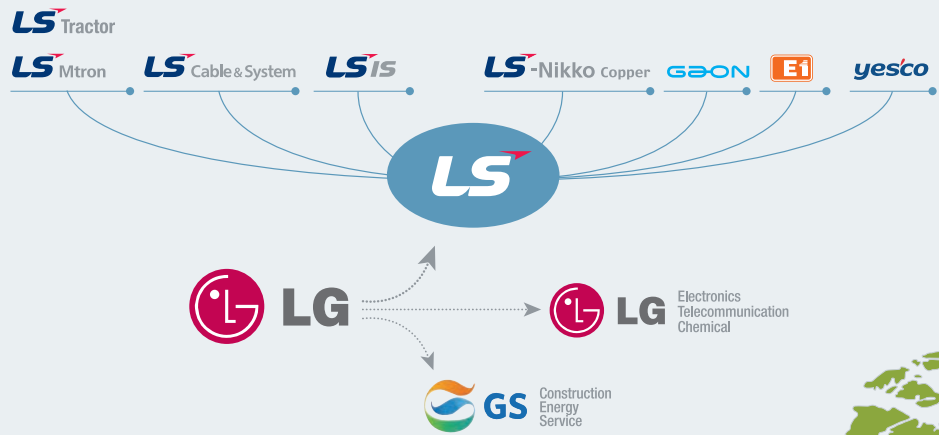 LS Tractor
LS Mtron
LS Cable & System
LS is
LS -Nikko Copper
GAON
E1
yesco
LS
LG
LG
Electronics
Telecommunication
Chemical
GS
Construction
Energy
Service